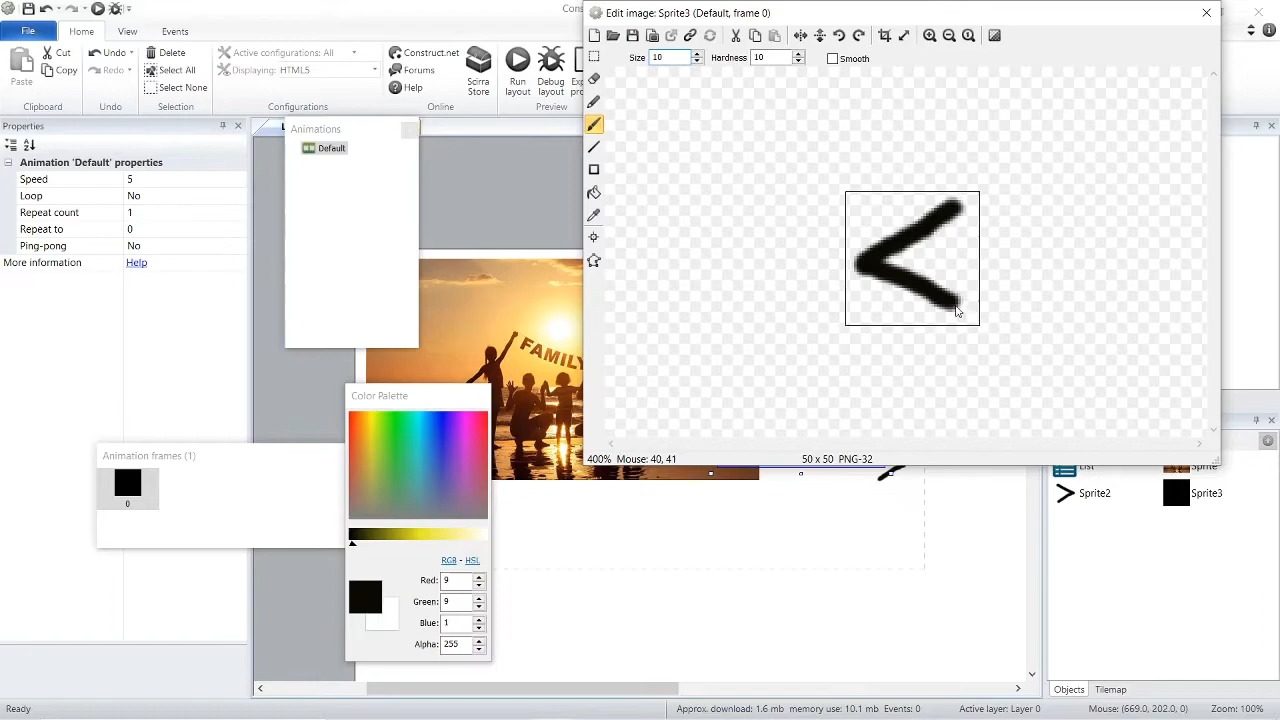 Cons
Edit image: Sprite3 (Default, frame 0)
File
Home
View
Events
Paste
Cut
Copy
Clipboard
Undo
Redo
Undo
Delete
Select All
Select None
Selection
Active configurations: All
Displaying: HTML5
Configurations
Construct.net
Forums
Help
Online
Scirra Store
Run layout
Debug layout
Preview
Size 10
Hardness 10
Smooth
Properties
Animation 'Default' properties
Speed 5
Loop No
Repeat count 1
Repeat to 0
Ping-pong No
More information Help
Animations
Default
FAMILY
Color Palette
RGB - HSL
Red: 9
Green: 9
Blue: 1
Alpha: 255
Animation frames (1)
0
400% Mouse: 40, 41
50 x 50 PNG-32
List
Sprite
Sprite2
Sprite3
Objects
Tilemap
Ready
Approx. download: 1.6 mb
memory use: 10.1 mb
Events: 0
Active layer: Layer 0
Mouse: (669.0, 202.0, 0)
Zoom: 100%